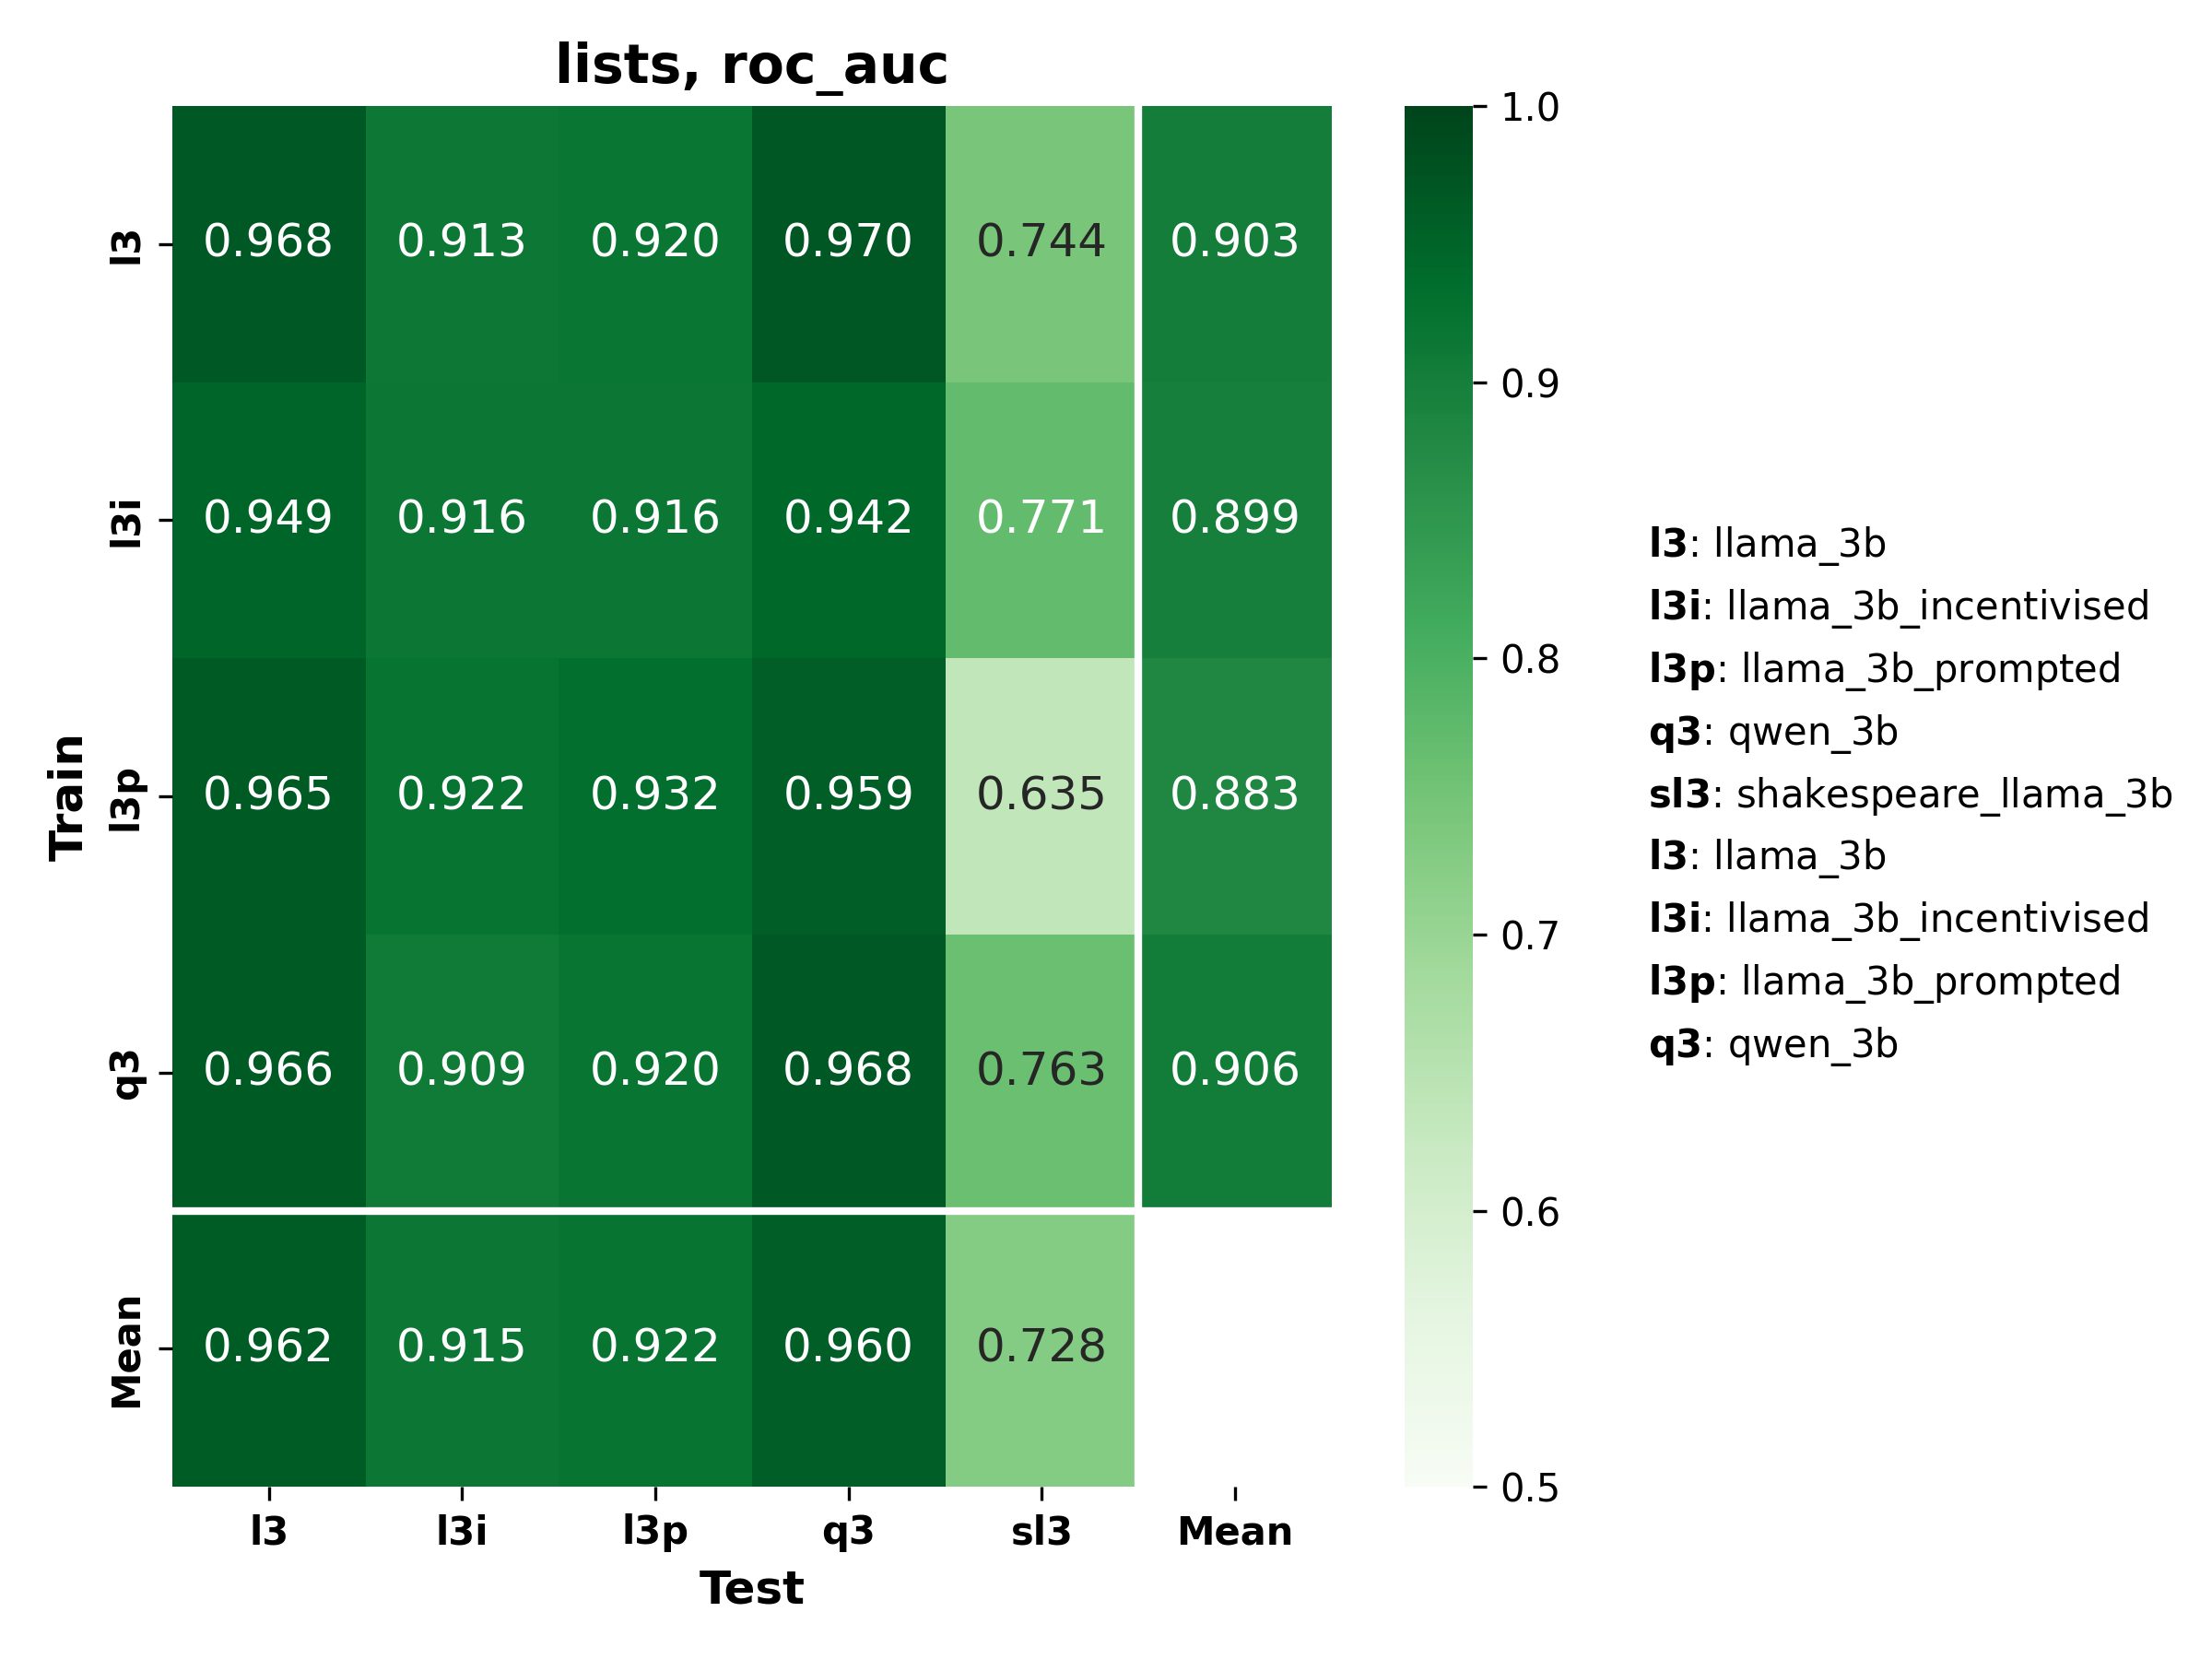 lists, roc_auc
Train
l3 0.968 0.913 0.920 0.970 0.744 0.903
l3i 0.949 0.916 0.916 0.942 0.771 0.899
l3p 0.965 0.922 0.932 0.959 0.635 0.883
q3 0.966 0.909 0.920 0.968 0.763 0.906
Mean 0.962 0.915 0.922 0.960 0.728
l3 l3i l3p q3 sl3 Mean
Test
1.0
0.9
0.8
0.7
0.6
0.5
l3: llama_3b
l3i: llama_3b_incentivised
l3p: llama_3b_prompted
q3: qwen_3b
sl3: shakespeare_llama_3b
l3: llama_3b
l3i: llama_3b_incentivised
l3p: llama_3b_prompted
q3: qwen_3b